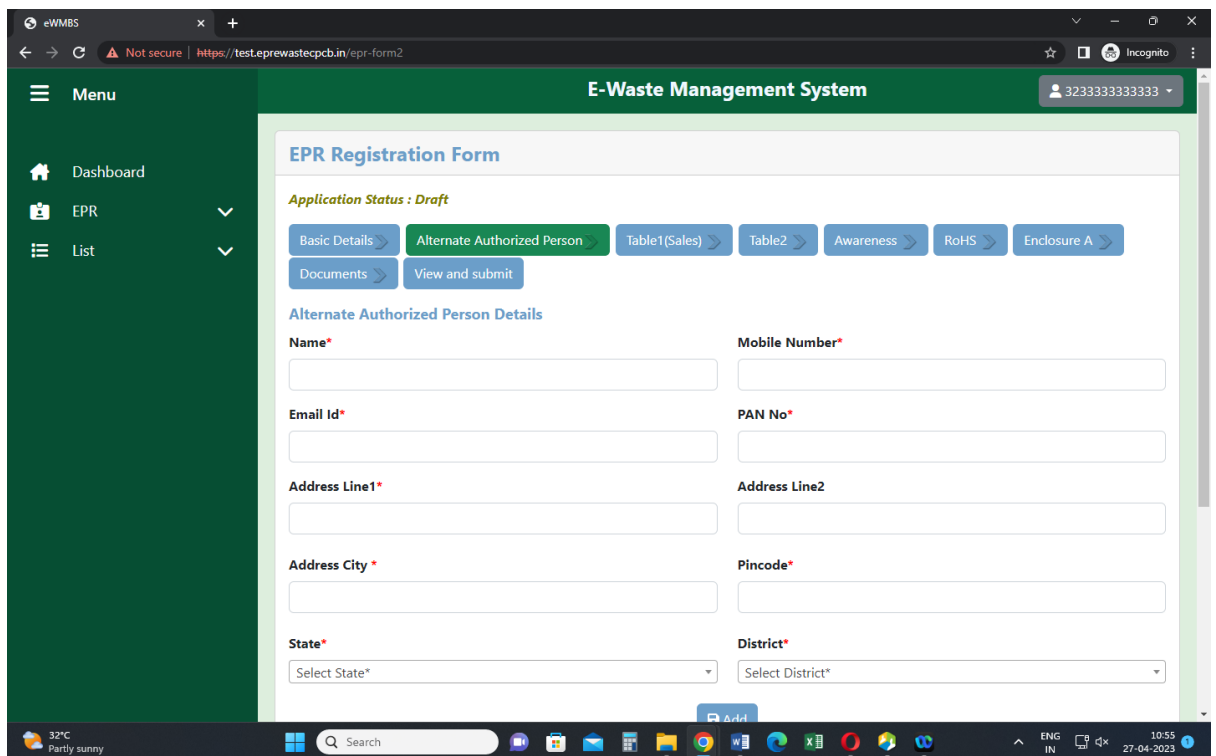 eWMBS
Not secure | https://test.eprewastecpcb.in/epr-form2
Incognito
Menu
E-Waste Management System
3233333333333
EPR Registration Form
Dashboard
Application Status : Draft
EPR
Basic Details Alternate Authorized Person Table1(Sales) Table2 Awareness RoHS Enclosure A
List
Documents View and submit
Alternate Authorized Person Details
Name* Mobile Number*
Email Id* PAN No*
Address Line1* Address Line2
Address City * Pincode*
State* District*
Select State* Select District*
Add
32°C
Partly sunny
Search
ENG
IN
10:55
27-04-2023
1